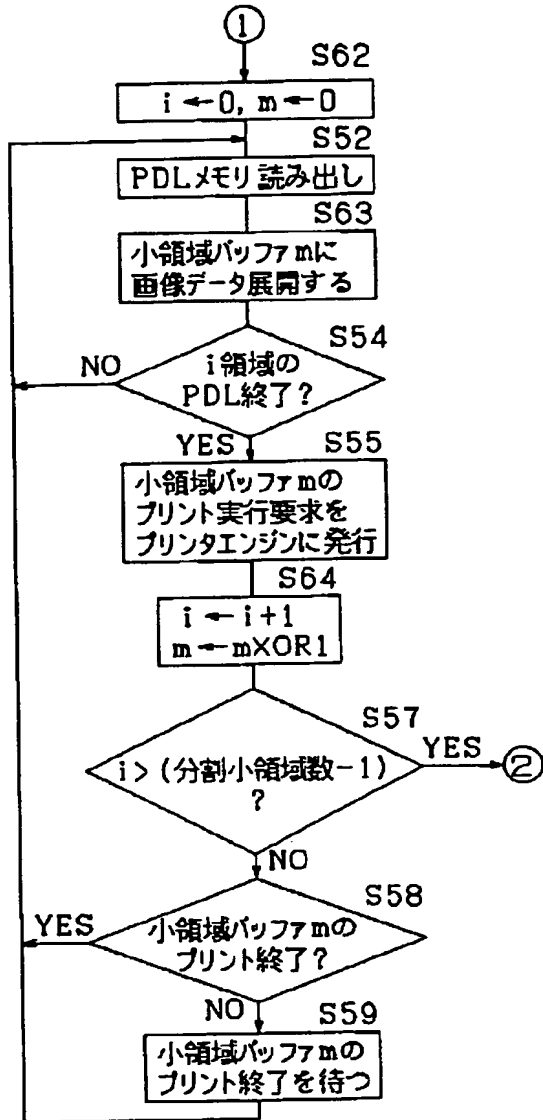 ①
S62
i←0, m←0
S52
PDLメモリ読み出し
S63
小領域バッファmに
画像データ展開する
S54
NO
i領域の
PDL終了?
YES
S55
小領域バッファmの
プリント実行要求を
プリンタエンジンに発行
S64
i←i+1
m←mXOR1
S57
YES
②
i>(分割小領域数-1)
?
NO
S58
YES
小領域バッファmの
プリント終了?
NO
S59
小領域バッファmの
プリント終了を待つ